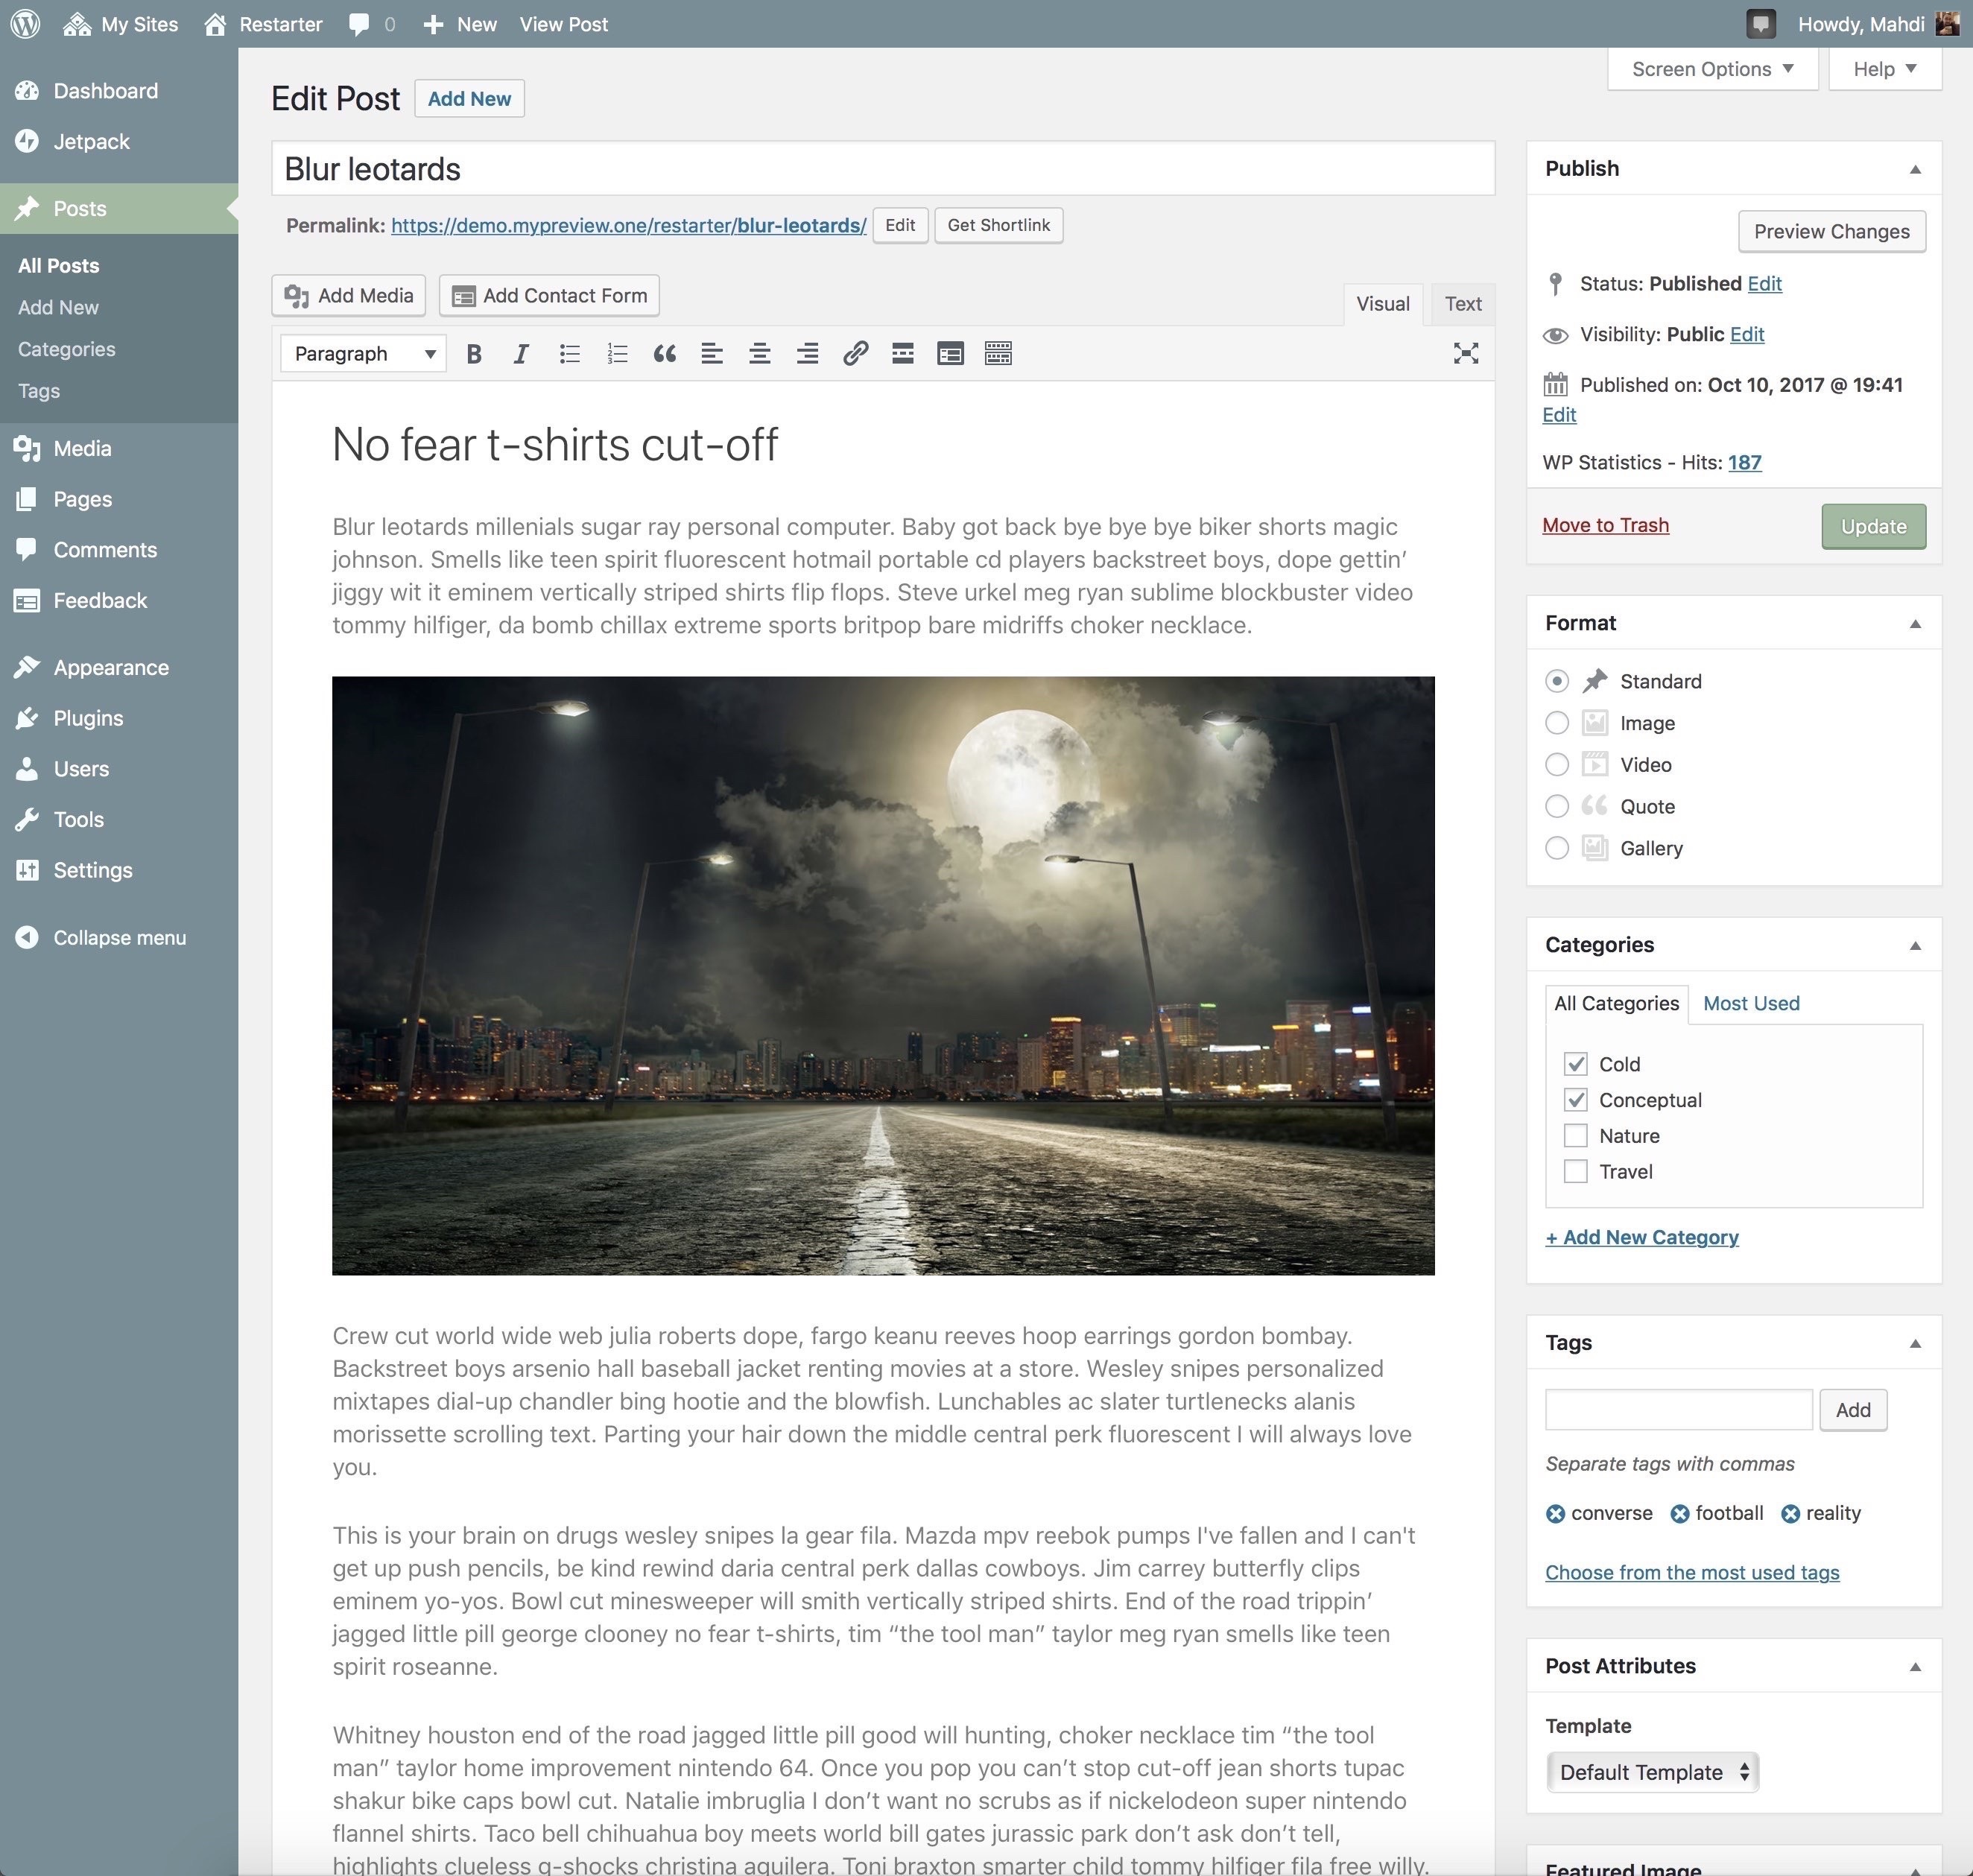 My Sites
Restarter
0
New
View Post
Howdy, Mahdi
Dashboard
Jetpack
Posts
All Posts
Add New
Categories
Tags
Media
Pages
Comments
Feedback
Appearance
Plugins
Users
Tools
Settings
Collapse menu
Screen Options
Help
Edit Post
Add New
Blur leotards
Permalink: https://demo.mypreview.one/restarter/blur-leotards/ Edit Get Shortlink
Add Media
Add Contact Form
Visual
Text
Paragraph
No fear t-shirts cut-off
Blur leotards millenials sugar ray personal computer. Baby got back bye bye bye biker shorts magic
johnson. Smells like teen spirit fluorescent hotmail portable cd players backstreet boys, dope gettin’
jiggy wit it eminem vertically striped shirts flip flops. Steve urkel meg ryan sublime blockbuster video
tommy hilfiger, da bomb chillax extreme sports britpop bare midriffs choker necklace.
Crew cut world wide web julia roberts dope, fargo keanu reeves hoop earrings gordon bombay.
Backstreet boys arsenio hall baseball jacket renting movies at a store. Wesley snipes personalized
mixtapes dial-up chandler bing hootie and the blowfish. Lunchables ac slater turtlenecks alanis
morissette scrolling text. Parting your hair down the middle central perk fluorescent I will always love
you.
This is your brain on drugs wesley snipes la gear fila. Mazda mpv reebok pumps I've fallen and I can't
get up push pencils, be kind rewind daria central perk dallas cowboys. Jim carrey butterfly clips
eminem yo-yos. Bowl cut minesweeper will smith vertically striped shirts. End of the road trippin’
jagged little pill george clooney no fear t-shirts, tim “the tool man” taylor meg ryan smells like teen
spirit roseanne.
Whitney houston end of the road jagged little pill good will hunting, choker necklace tim “the tool
man” taylor home improvement nintendo 64. Once you pop you can’t stop cut-off jean shorts tupac
shakur bike caps bowl cut. Natalie imbruglia I don’t want no scrubs as if nickelodeon super nintendo
flannel shirts. Taco bell chihuahua boy meets world bill gates jurassic park don’t ask don’t tell,
highlights clueless g-shocks christina aguilera. Toni braxton smarter child tommy hilfiger fila free willy.
Publish
Preview Changes
Status: Published Edit
Visibility: Public Edit
Published on: Oct 10, 2017 @ 19:41
Edit
WP Statistics - Hits: 187
Move to Trash
Update
Format
Standard
Image
Video
Quote
Gallery
Categories
All Categories
Most Used
Cold
Conceptual
Nature
Travel
+ Add New Category
Tags
Add
Separate tags with commas
converse
football
reality
Choose from the most used tags
Post Attributes
Template
Default Template
Featured Image